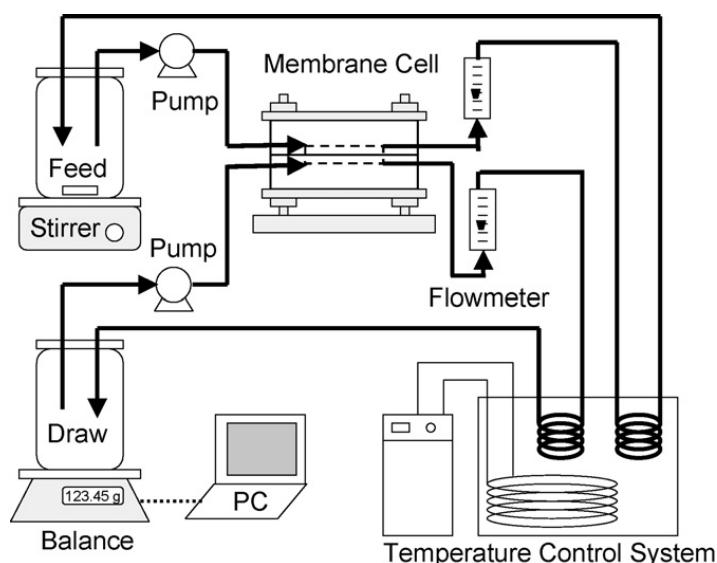 Membrane Cell
Pump
Feed
Stirrer
Pump
Flowmeter
Draw
123.45 g
PC
Balance
Temperature Control System